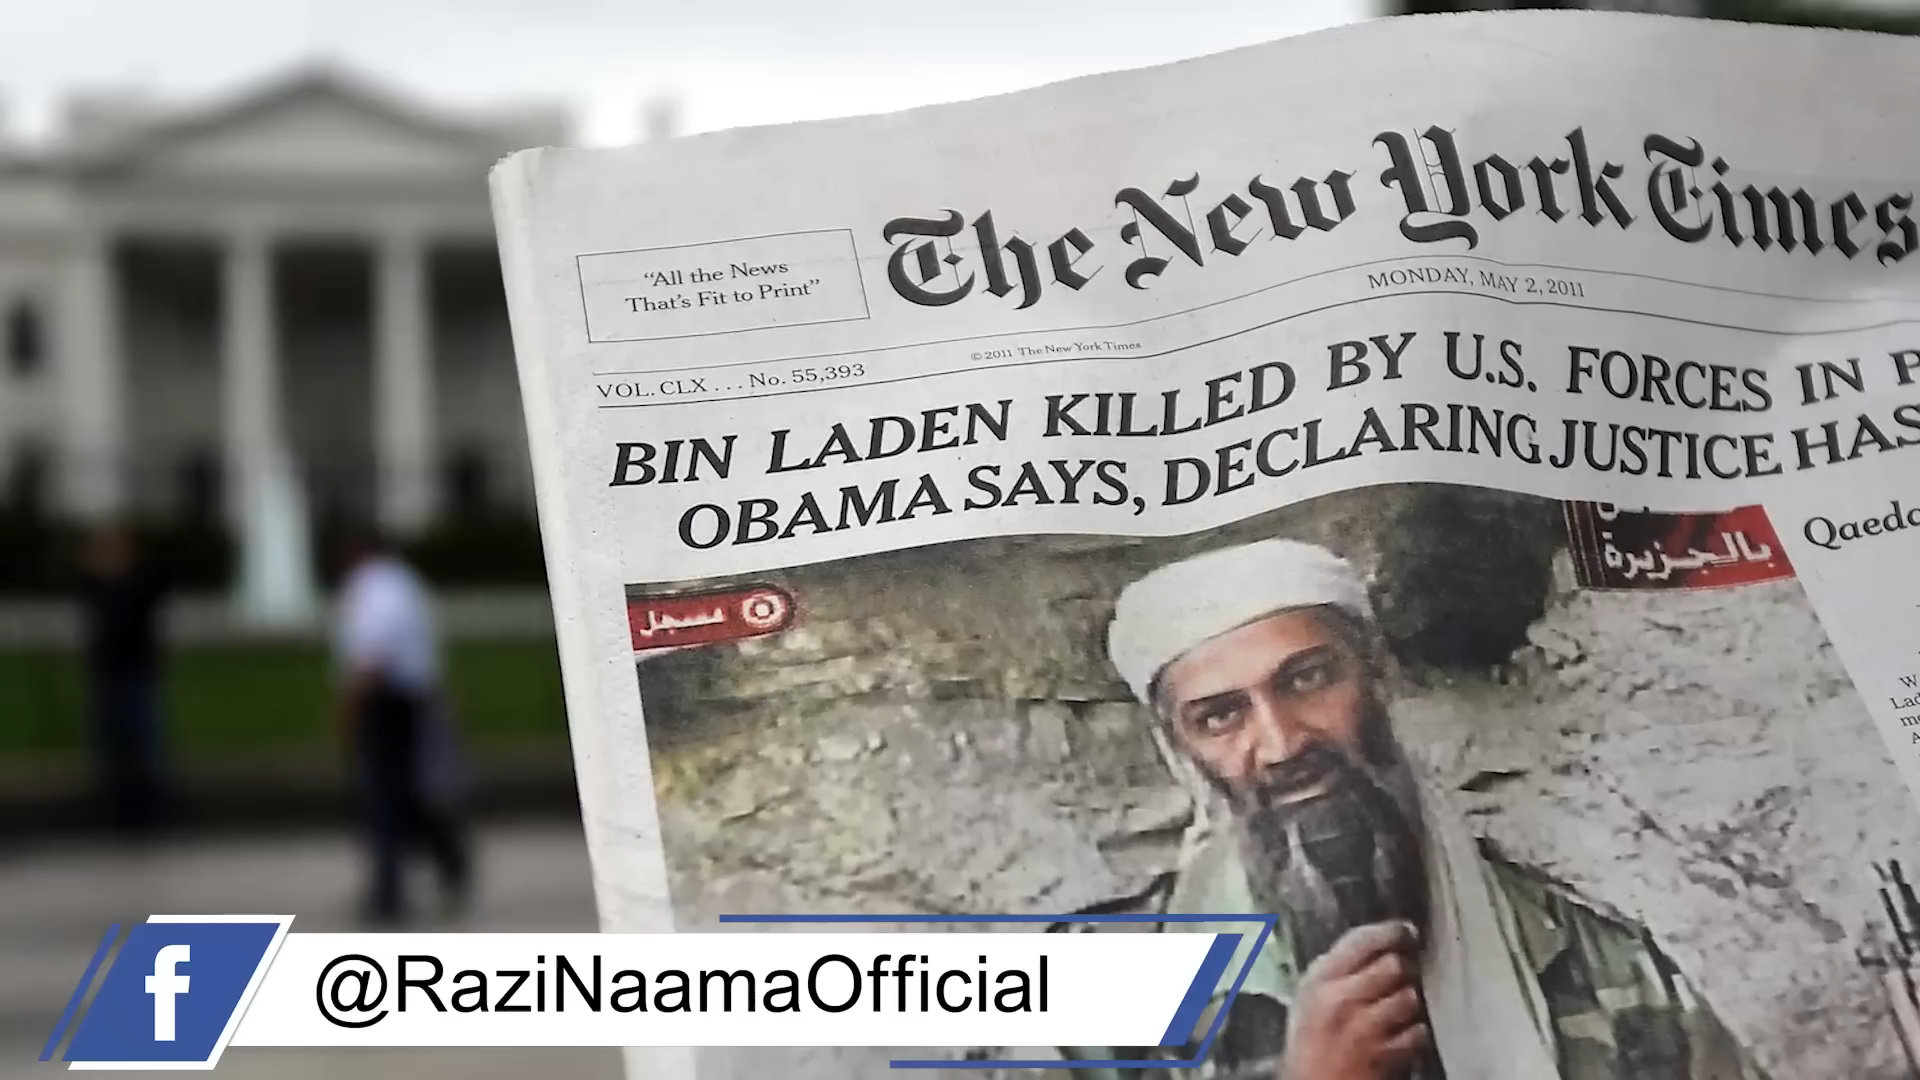 The New York Times
"All the News
That's Fit to Print"
MONDAY, MAY 2, 2011
© 2011 The New York Times
VOL. CLX . . . No. 55,393
BIN LADEN KILLED BY U.S. FORCES IN P
OBAMA SAYS, DECLARING JUSTICE HAS
مسجل
بالجزيرة
Qaeda
f
@RaziNaamaOfficial